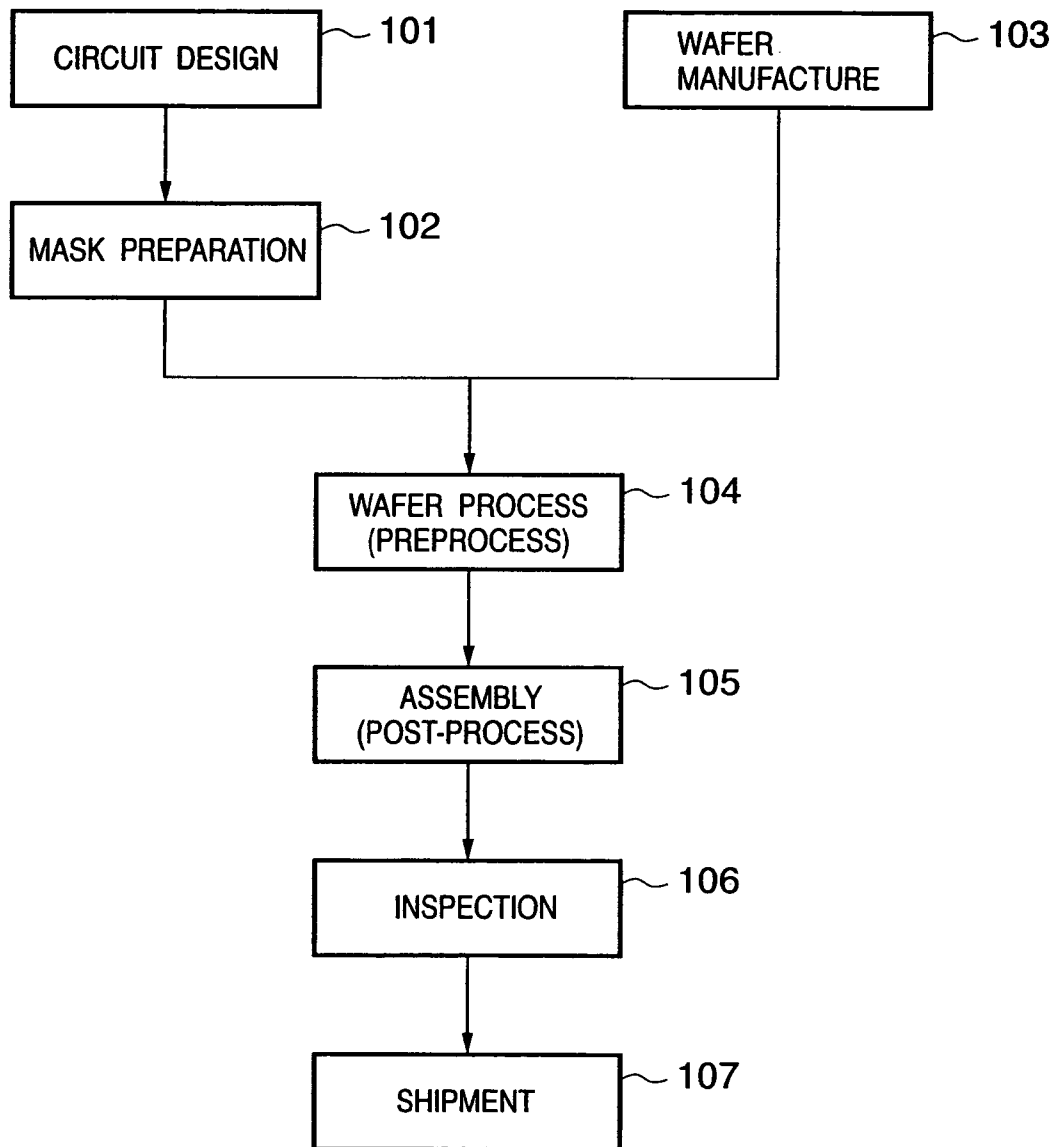 CIRCUIT DESIGN
101
WAFER
MANUFACTURE
103
MASK PREPARATION
102
WAFER PROCESS
(PREPROCESS)
104
ASSEMBLY
(POST-PROCESS)
105
INSPECTION
106
SHIPMENT
107